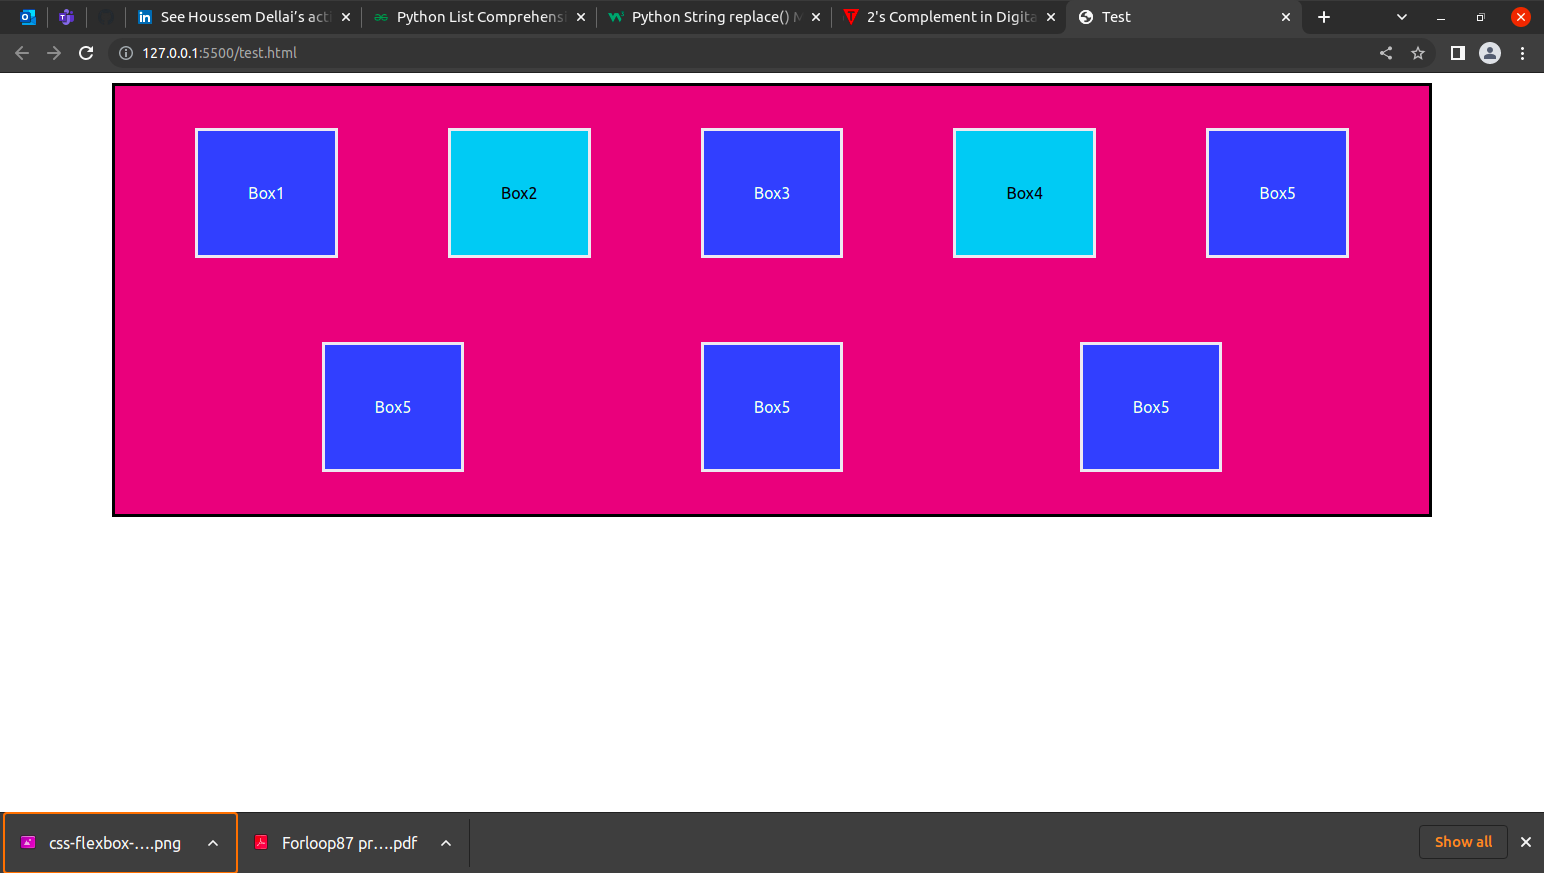 See Houssem Dellai’s acti
Python List Comprehensi
Python String replace() M
2's Complement in Digita
Test
127.0.0.1:5500/test.html
Box1
Box2
Box3
Box4
Box5
Box5
Box5
Box5
css-flexbox-....png
Forloop87 pr....pdf
Show all